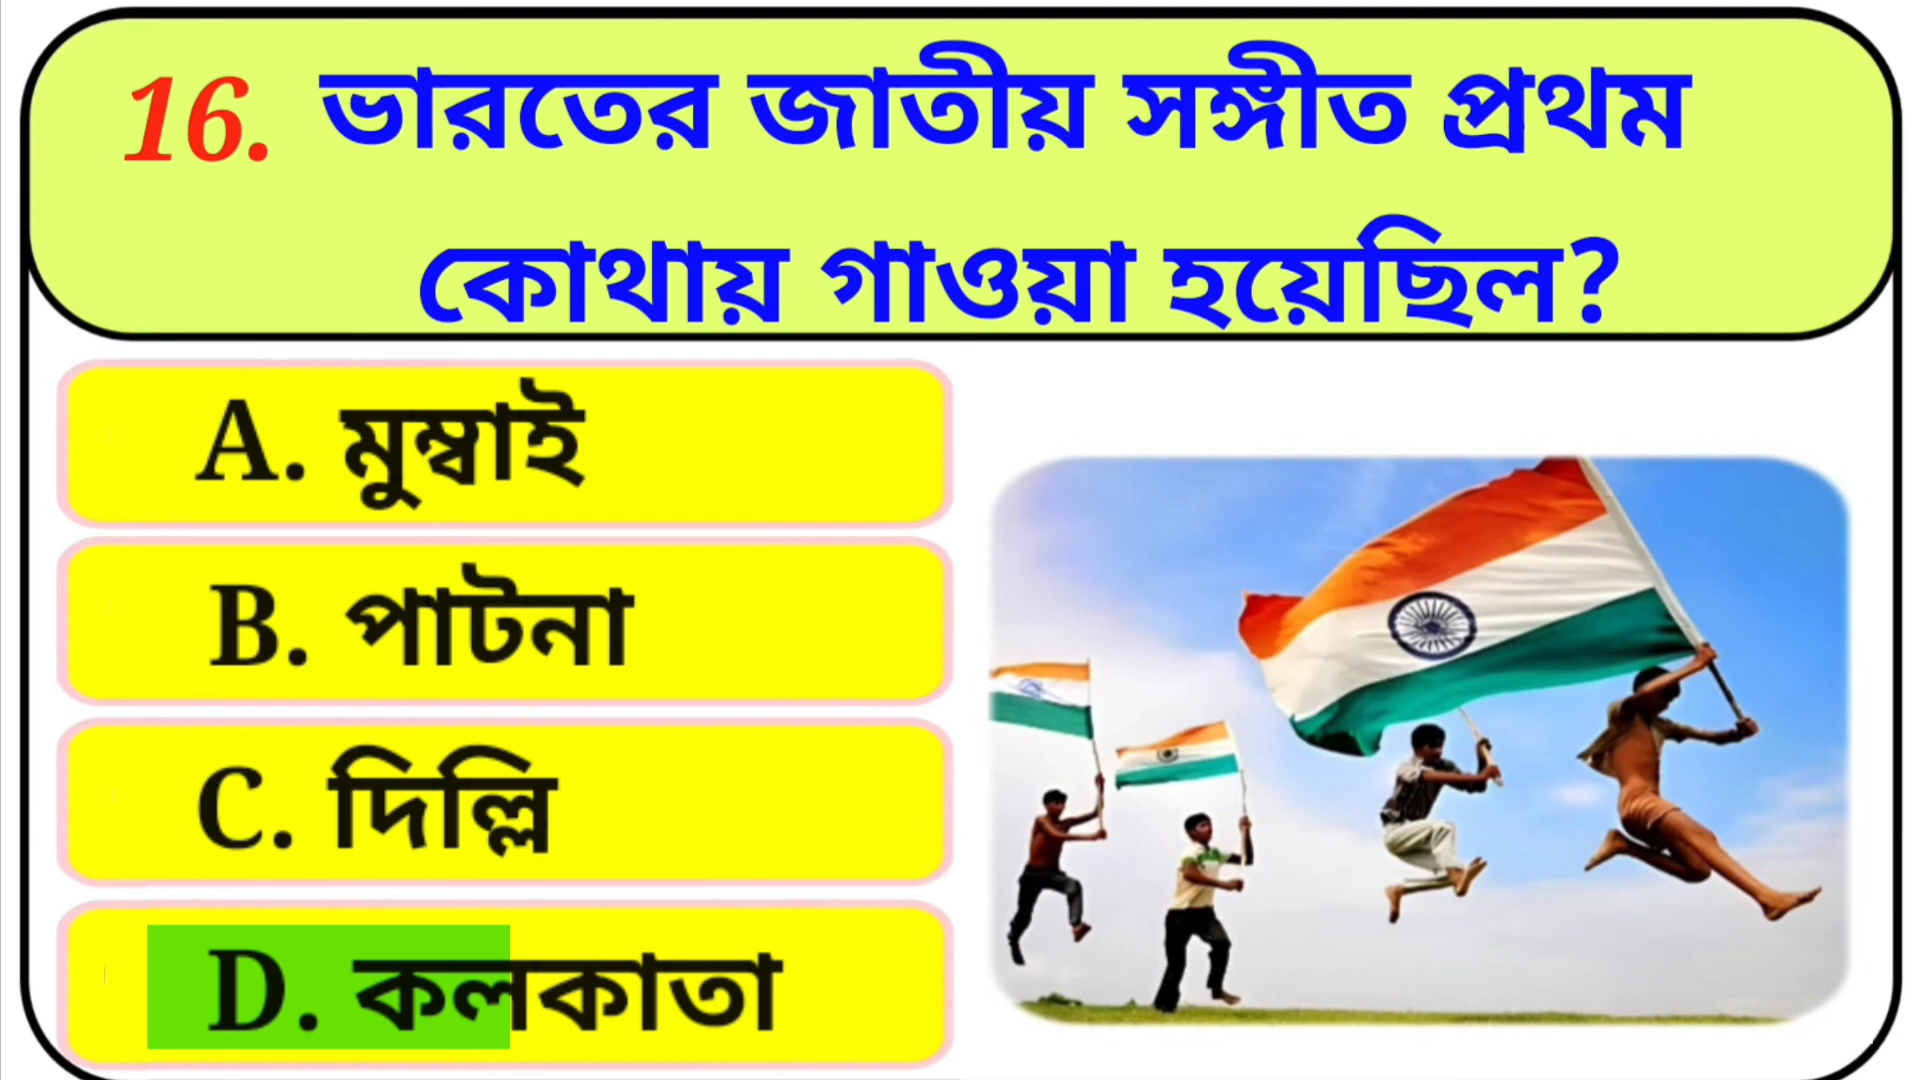 16. ভারতের জাতীয় সঙ্গীত প্রথম
কোথায় গাওয়া হয়েছিল?
A. মুম্বাই
B. পাটনা
C. দিল্লি
D. কলকাতা